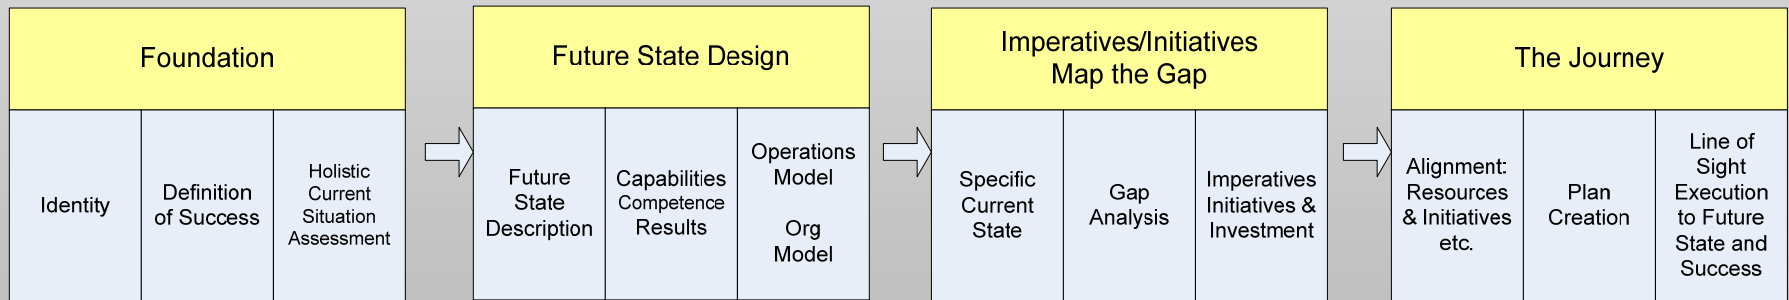 Foundation
Identity
Definition
of Success
Holistic
Current
Situation
Assessment
Future State Design
Future
State
Description
Capabilities
Competence
Results
Operations
Model
Org
Model
Imperatives/Initiatives
Map the Gap
Specific
Current
State
Gap
Analysis
Imperatives
Initiatives &
Investment
The Journey
Alignment:
Resources
& Initiatives
etc.
Plan
Creation
Line of
Sight
Execution
to Future
State and
Success